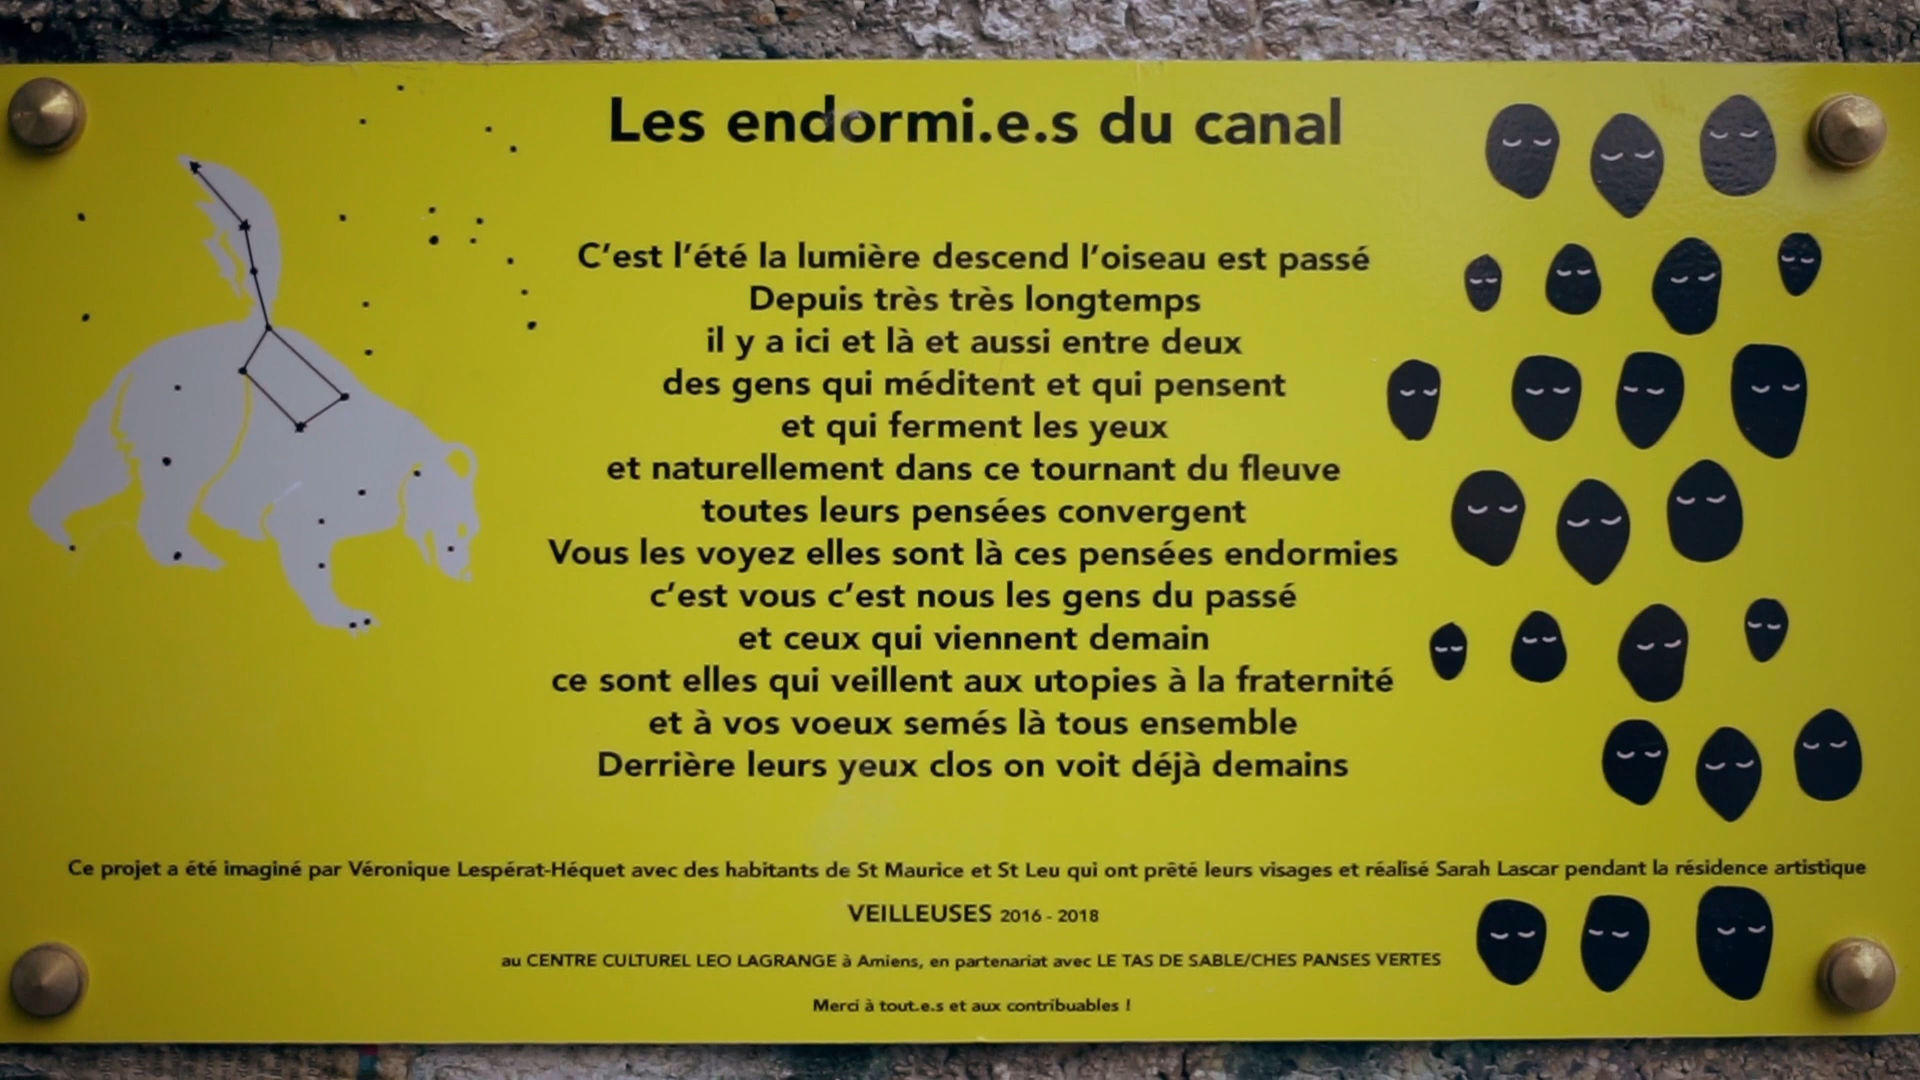 Les endormi.e.s du canal
C'est l'été la lumière descend l'oiseau est passé
Depuis très très longtemps
il y a ici et là et aussi entre deux
des gens qui méditent et qui pensent
et qui ferment les yeux
et naturellement dans ce tournant du fleuve
toutes leurs pensées convergent
Vous les voyez elles sont là ces pensées endormies
c'est vous c'est nous les gens du passé
et ceux qui viennent demain
ce sont elles qui veillent aux utopies à la fraternité
et à vos voeux semés là tous ensemble
Derrière leurs yeux clos on voit déjà demains
Ce projet a été imaginé par Véronique Lespérat-Héquet avec des habitants de St Maurice et St Leu qui ont prêté leurs visages et réalisé Sarah Lascar pendant la résidence artistique
VEILLEUSES 2016 - 2018
au CENTRE CULTUREL LEO LAGRANGE à Amiens, en partenariat avec LE TAS DE SABLE/CHES PANSES VERTES
Merci à tout.e.s et aux contribuables !